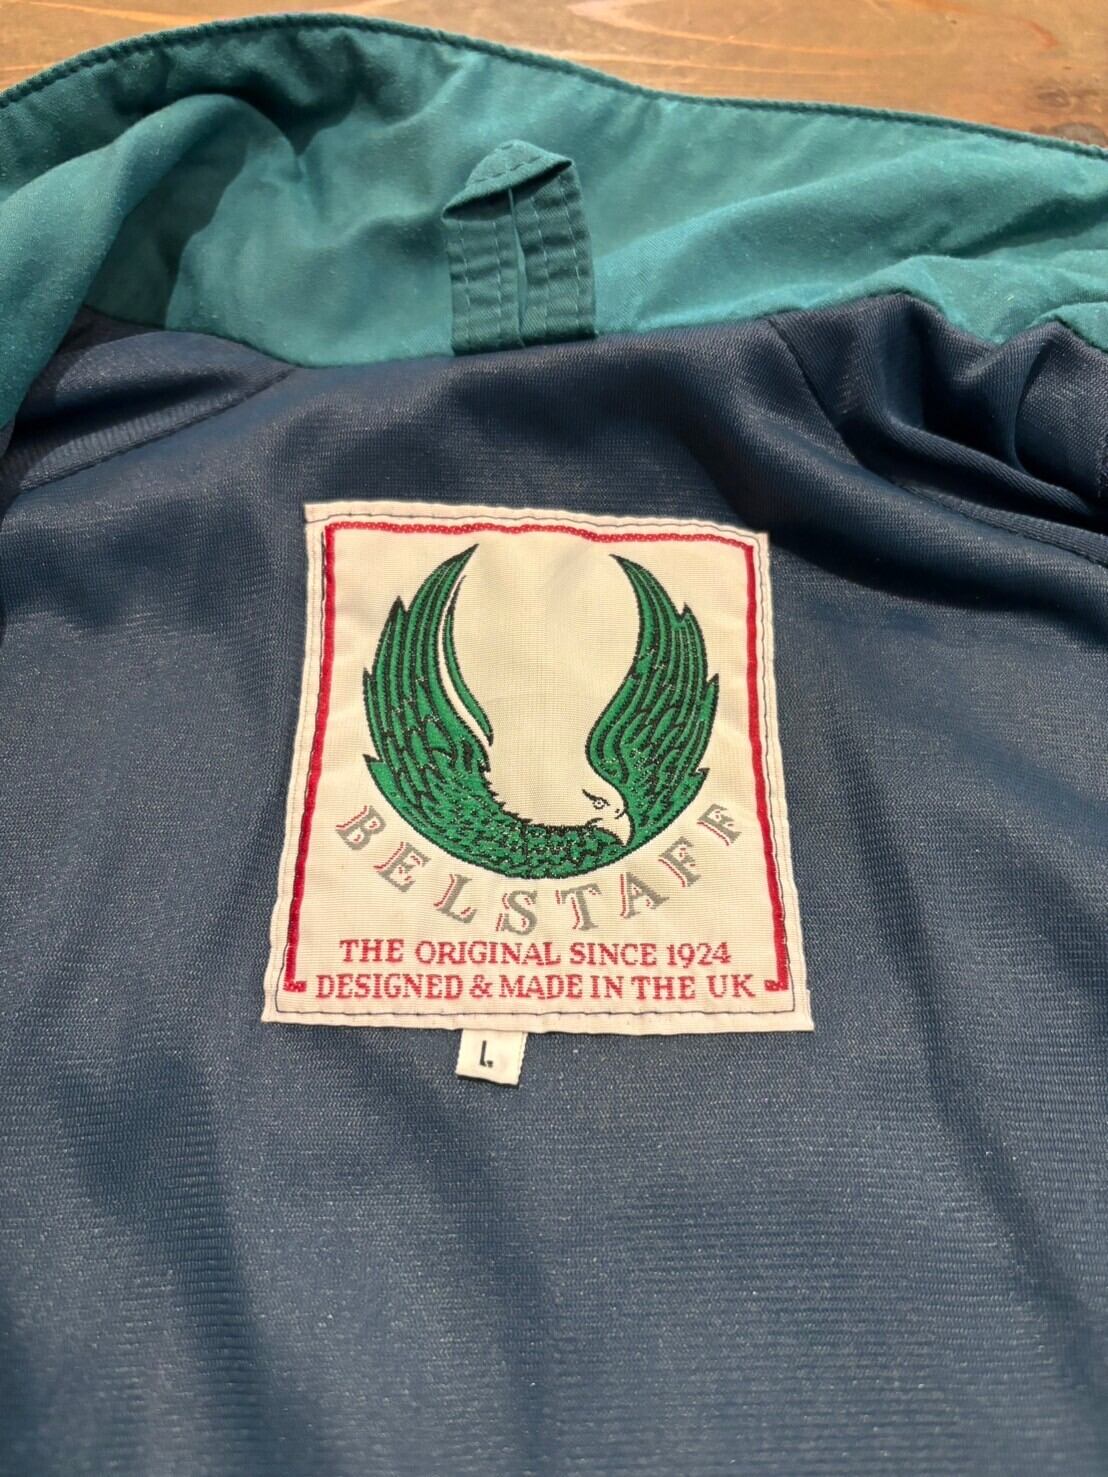 BELSTAFF
THE ORIGINAL SINCE 1924
DESIGNED & MADE IN THE UK
L